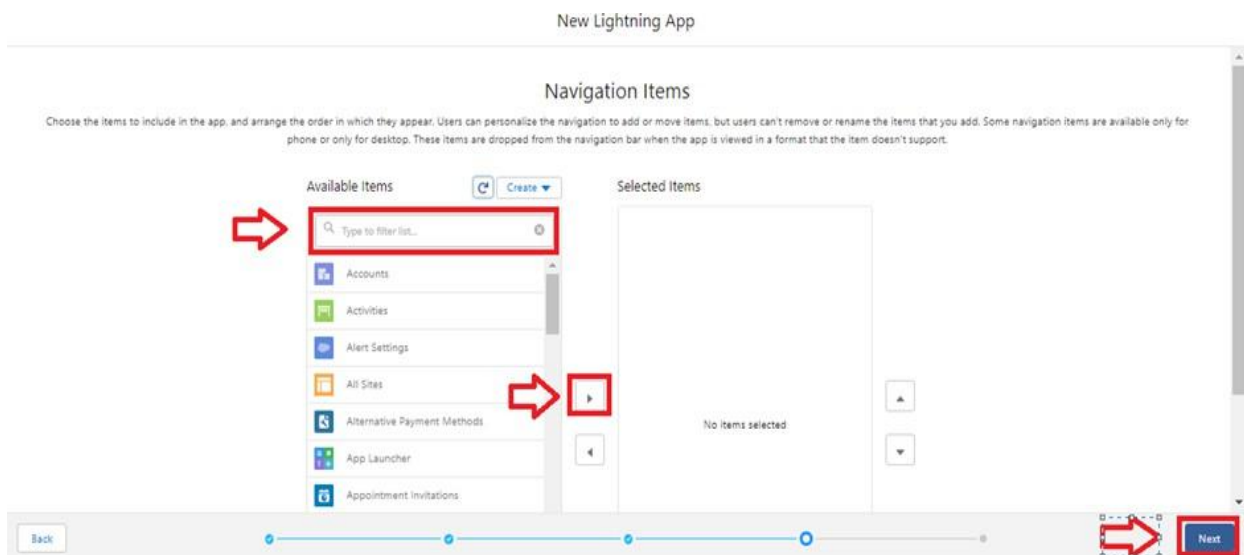 New Lightning App
Navigation Items
Choose the items to include in the app, and arrange the order in which they appear. Users can personalize the navigation to add or move items, but users can't remove or rename the items that you add. Some navigation items are available only for
phone or only for desktop. These items are dropped from the navigation bar when the app is viewed in a format that the item doesn't support.
Available Items
Create
Selected Items
Type to filter list...
Accounts
Activities
Alert Settings
All Sites
Alternative Payment Methods
App Launcher
Appointment Invitations
No items selected
Back
Next